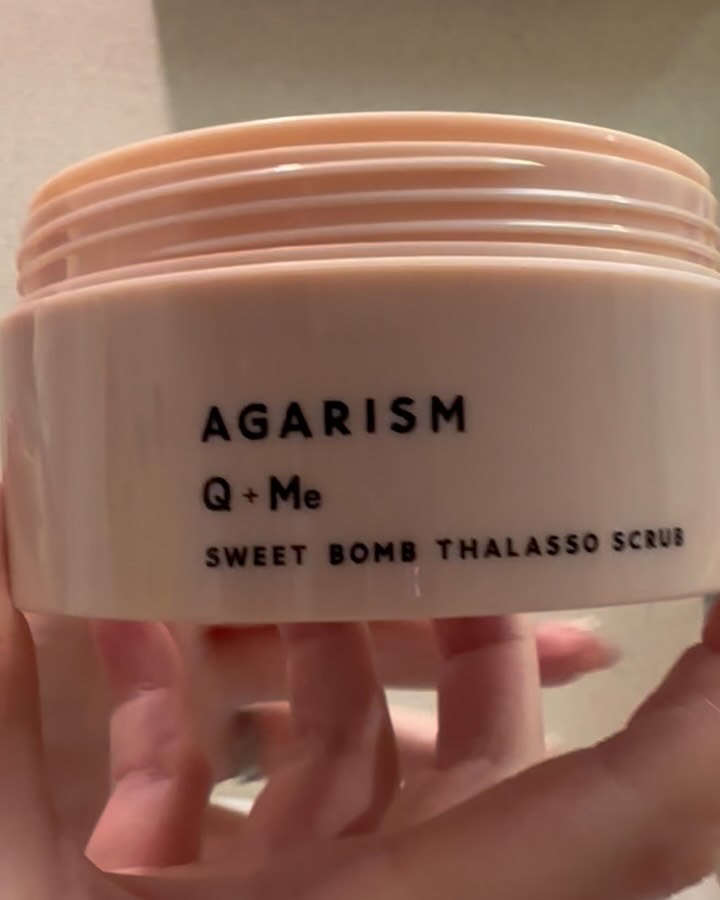 AGARISM
Q + Me
SWEET BOMB THALASSO SCRUB